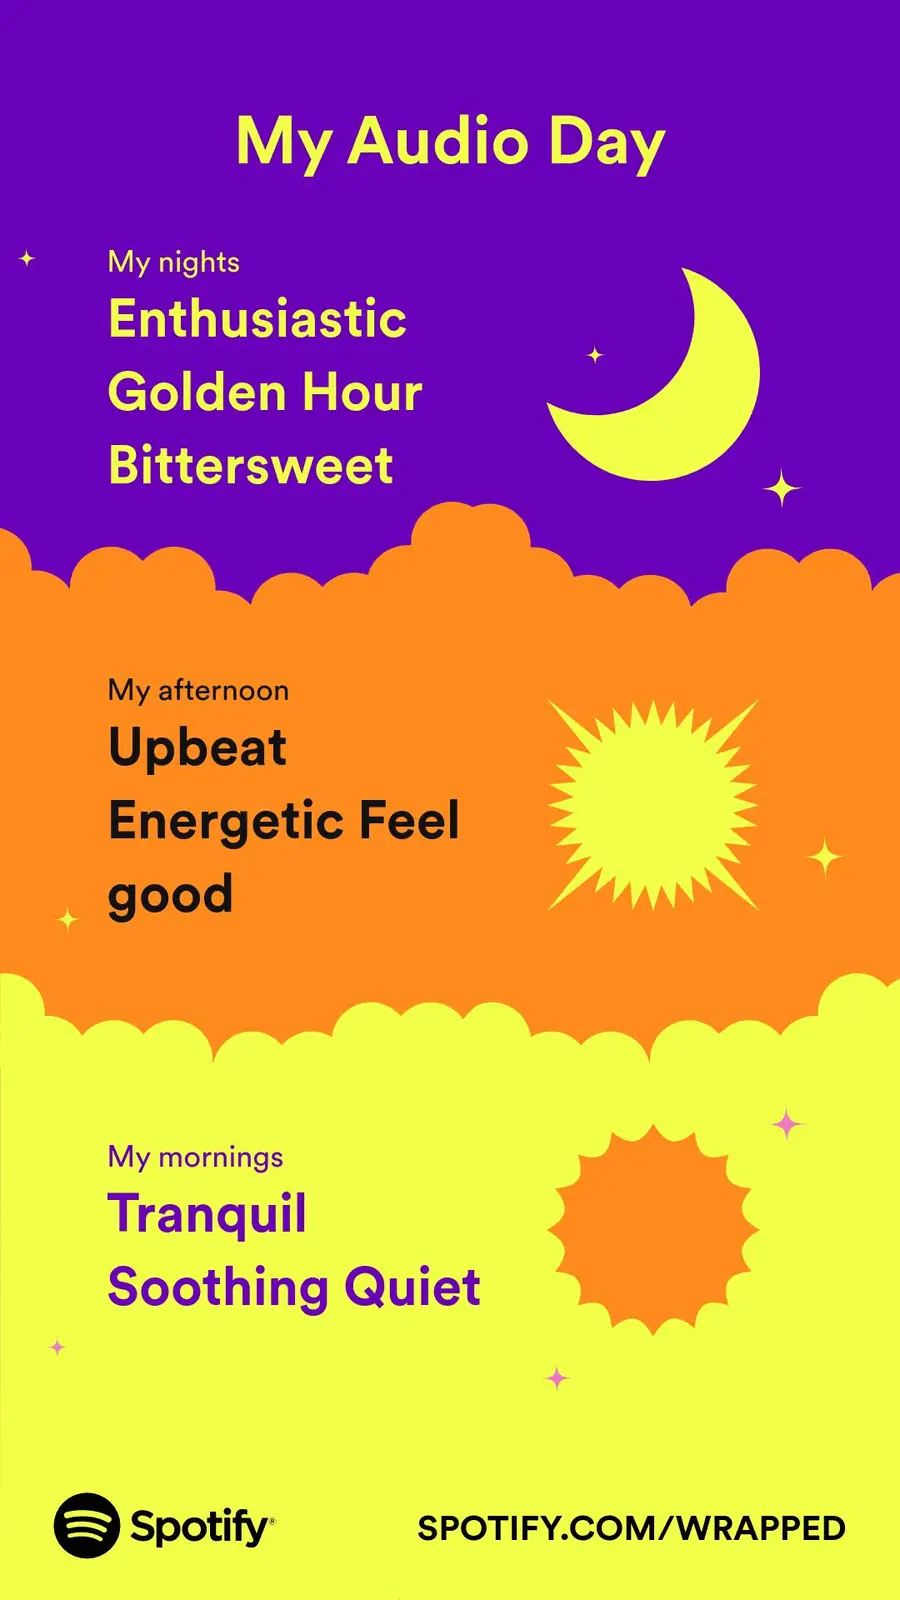 My Audio Day
My nights
Enthusiastic
Golden Hour
Bittersweet
My afternoon
Upbeat
Energetic Feel
good
My mornings
Tranquil
Soothing Quiet
Spotify®
SPOTIFY.COM/WRAPPED